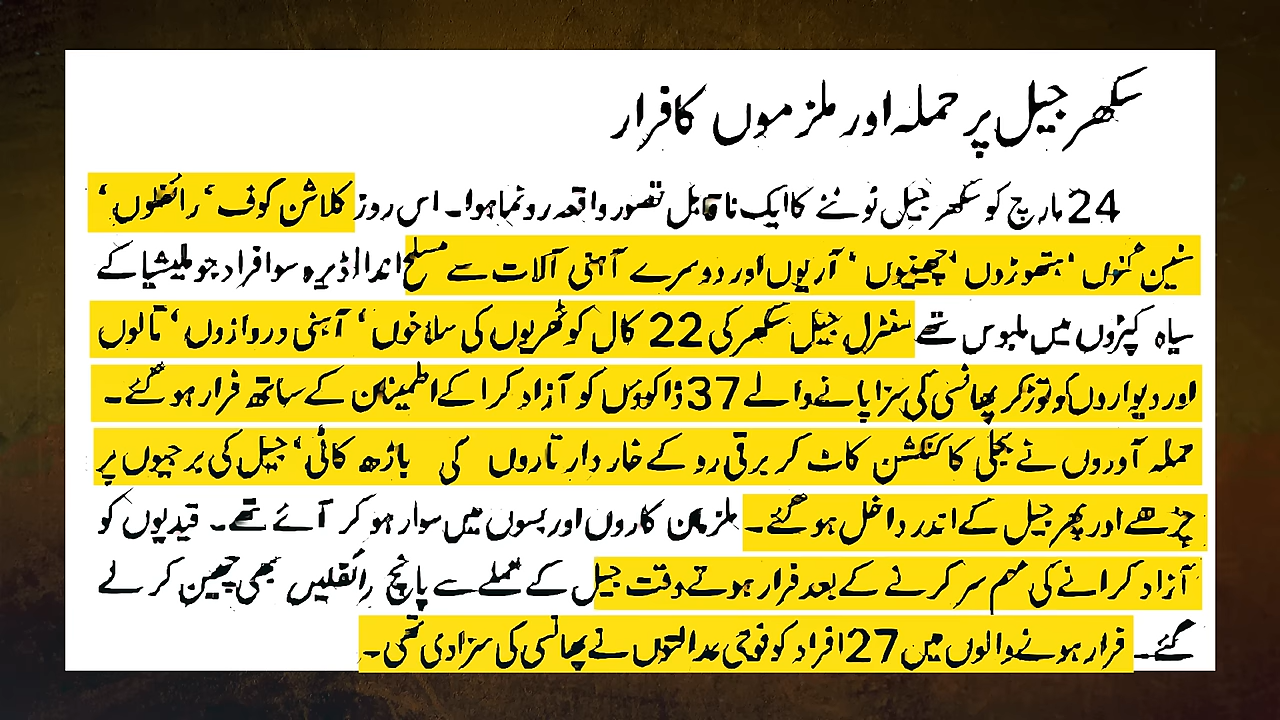 سکھر جیل پر حملہ اور ملزموں کا فرار
24 مارچ کو سکھر جیل ٹوٹنے کا ایک ناقابل تصور واقعہ رونما ہوا۔ اس روز کلاشن کوف ‘ رائفلوں ‘
سٹین گنوں ‘ ہتھوڑوں ‘ چھینیوں ‘ آریوں اور دوسرے آہنی آلات سے مسلح اندازاً ڈیڑھ سو افراد جو ملیشیا کے
سیاہ کپڑوں میں ملبوس تھے سنٹرل جیل سکھر کی 22 کال کوٹھریوں کی سلاخوں ‘ آہنی دروازوں ‘ تالوں
اور دیواروں کو توڑ کر پھانسی کی سزا پانے والے 37 ڈاکوؤں کو آزاد کرا کے اطمینان کے ساتھ فرار ہو گئے۔
حملہ آوروں نے بجلی کا کنکشن کاٹ کر برقی رو کے خار دار تاروں کی باڑھ کاٹی ‘ جیل کی برجیوں پر
چڑھے اور پھر جیل کے اندر داخل ہو گئے۔ ملزمان کاروں اور بسوں میں سوار ہو کر آئے تھے۔ قیدیوں کو
آزاد کرانے کی مہم سر کرنے کے بعد فرار ہوتے وقت جیل کے عملے سے پانچ رائفلیں بھی چھین کر لے
گئے۔ فرار ہونے والوں میں 27 افراد کو فوجی عدالتوں نے پھانسی کی سزا دی تھی۔